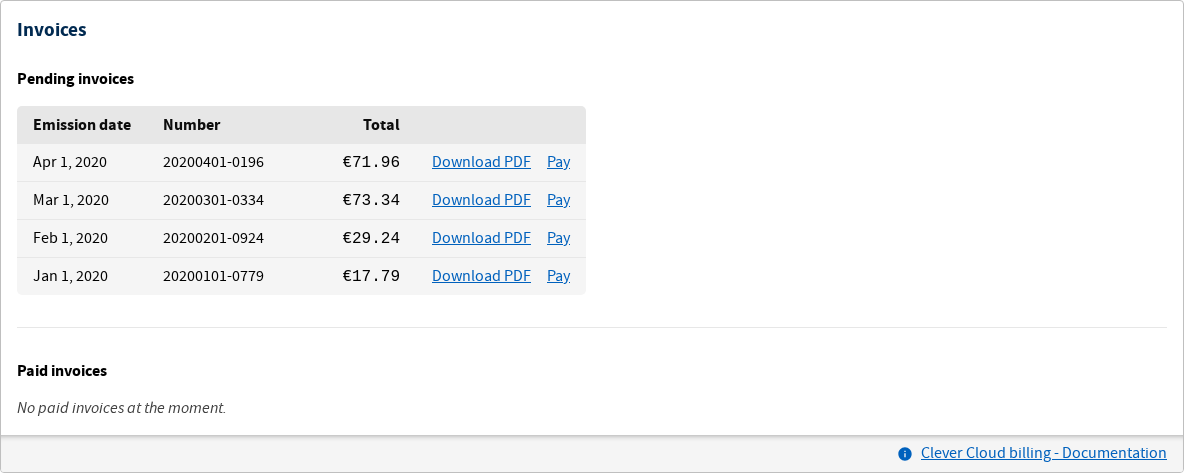 Invoices
Pending invoices
Emission date Number Total
Apr 1, 2020 20200401-0196 €71.96 Download PDF Pay
Mar 1, 2020 20200301-0334 €73.34 Download PDF Pay
Feb 1, 2020 20200201-0924 €29.24 Download PDF Pay
Jan 1, 2020 20200101-0779 €17.79 Download PDF Pay
Paid invoices
No paid invoices at the moment.
Clever Cloud billing - Documentation